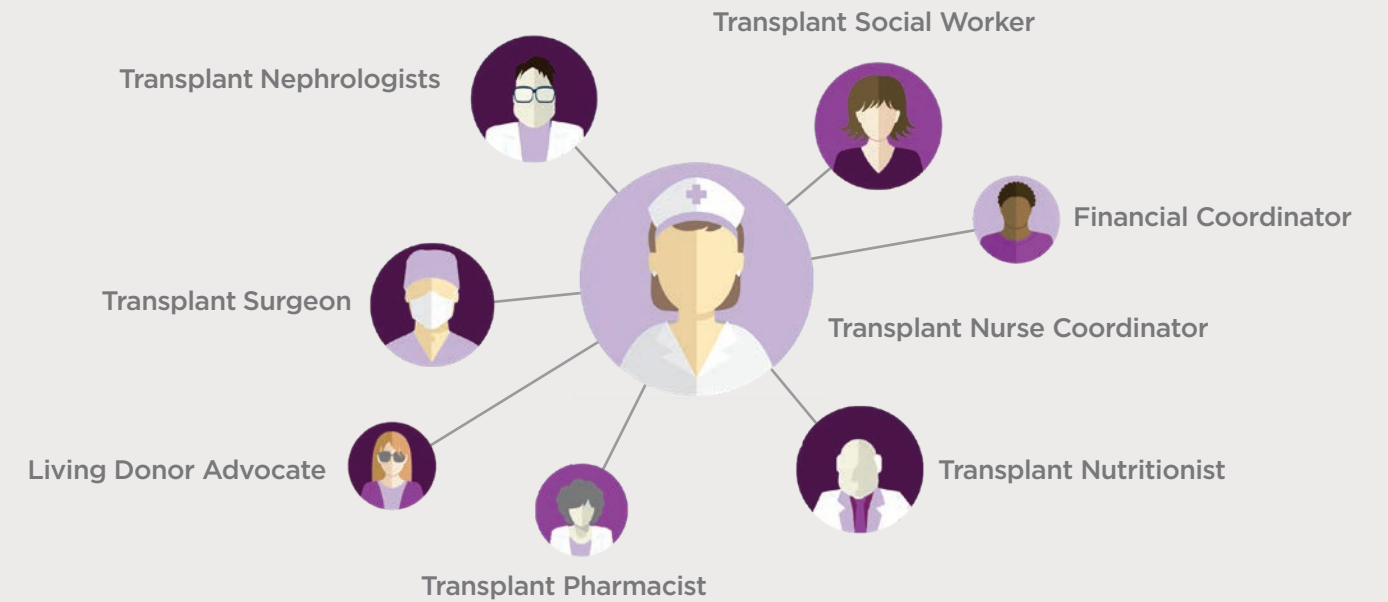 Transplant Social Worker
Transplant Nephrologists
Financial Coordinator
Transplant Surgeon
Transplant Nurse Coordinator
Living Donor Advocate
Transplant Nutritionist
Transplant Pharmacist